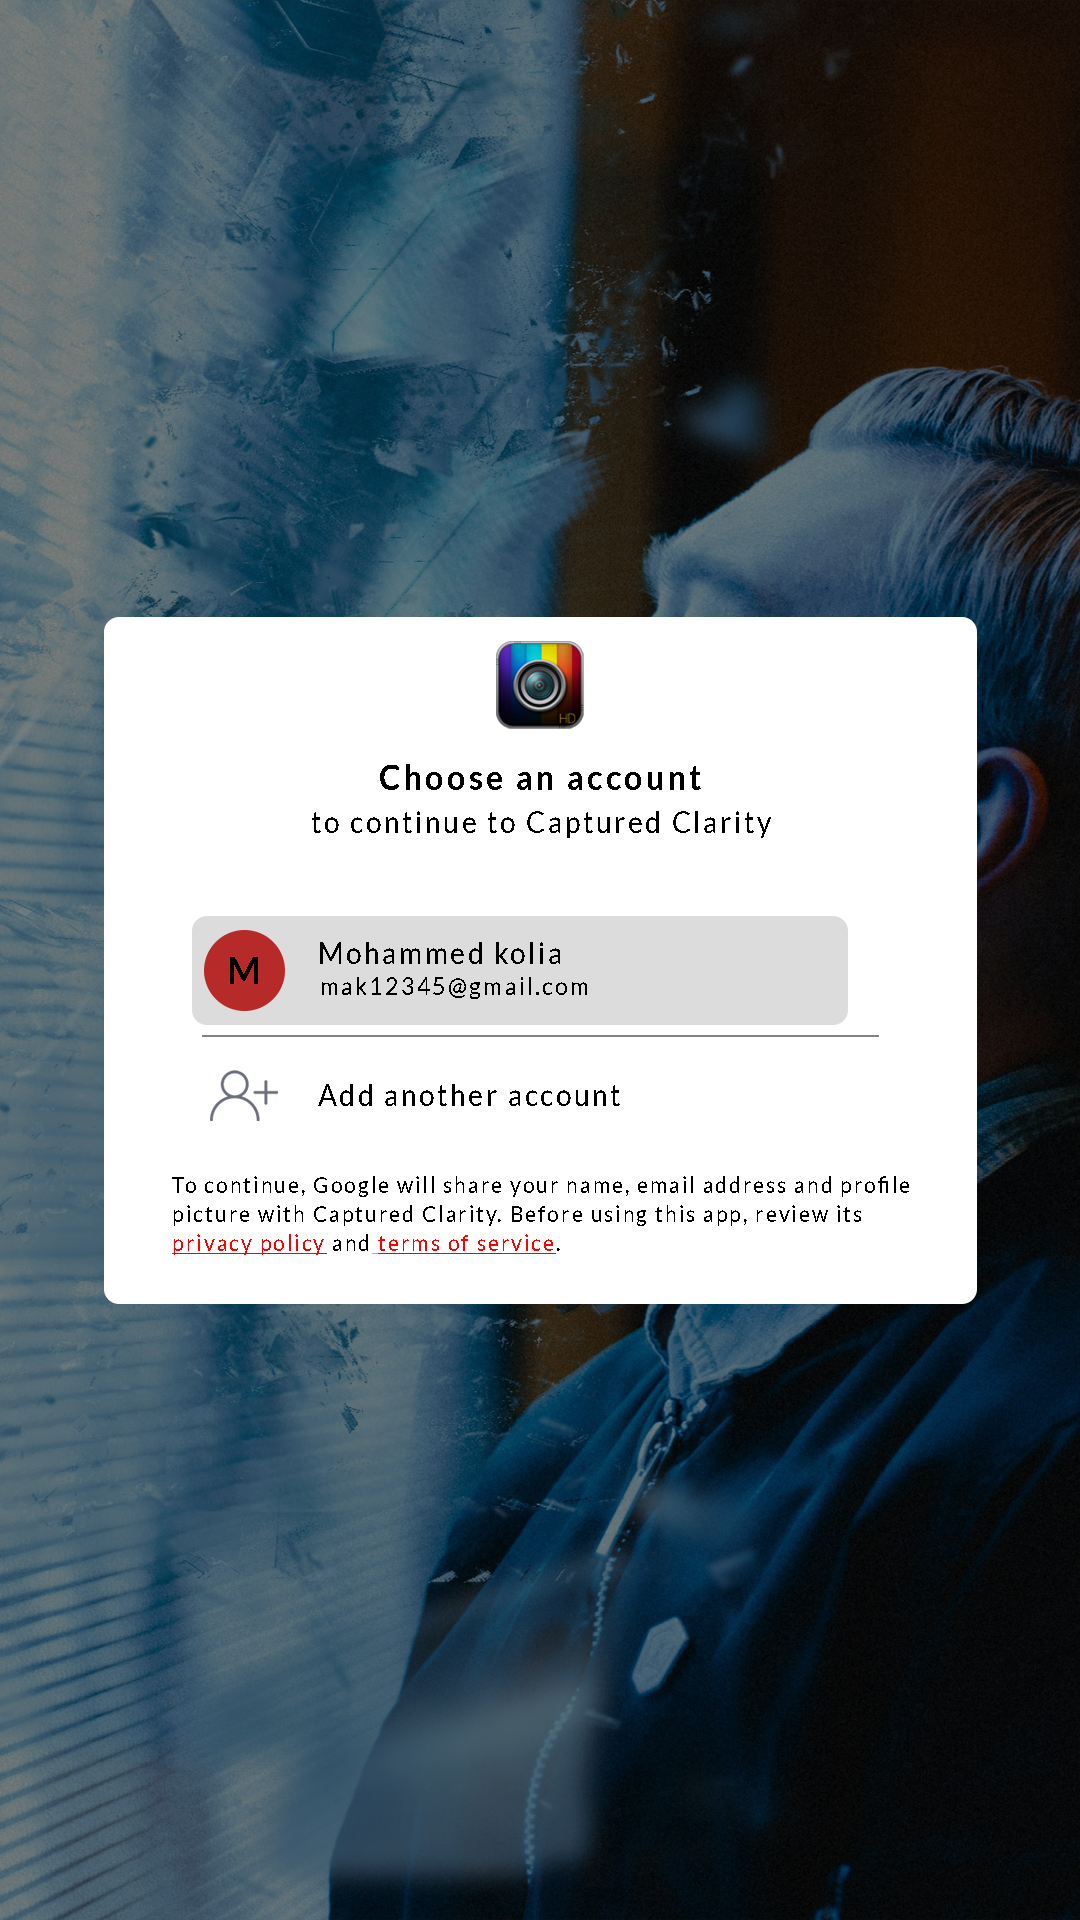 HD
Choose an account
to continue to Captured Clarity
M
Mohammed kolia
mak12345@gmail.com
Add another account
To continue, Google will share your name, email address and profile
picture with Captured Clarity. Before using this app, review its
privacy policy and terms of service.